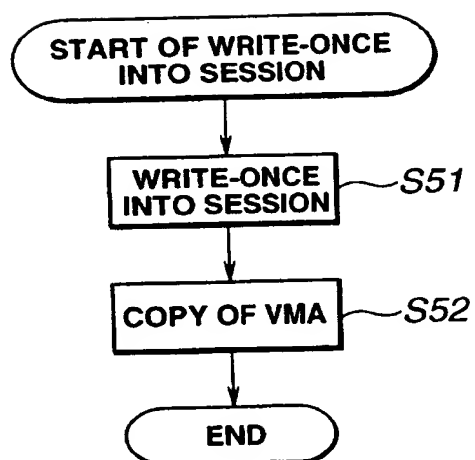 START OF WRITE-ONCE
INTO SESSION
WRITE-ONCE
INTO SESSION
S51
COPY OF VMA
S52
END